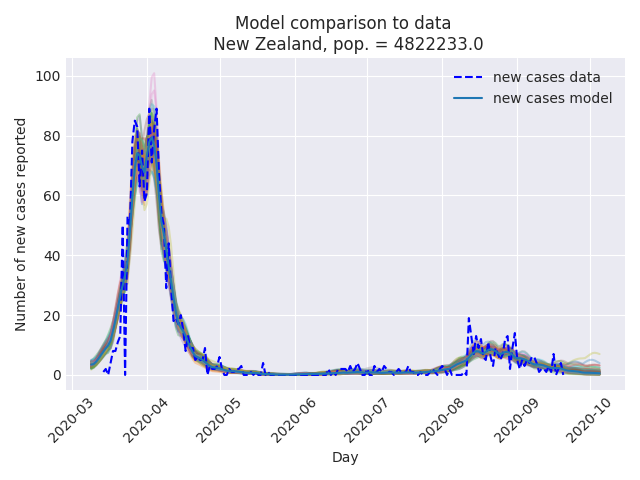 Model comparison to data
New Zealand, pop. = 4822233.0
new cases data
new cases model
Number of new cases reported
100
80
60
40
20
0
2020-03
2020-04
2020-05
2020-06
2020-07
2020-08
2020-09
2020-10
Day